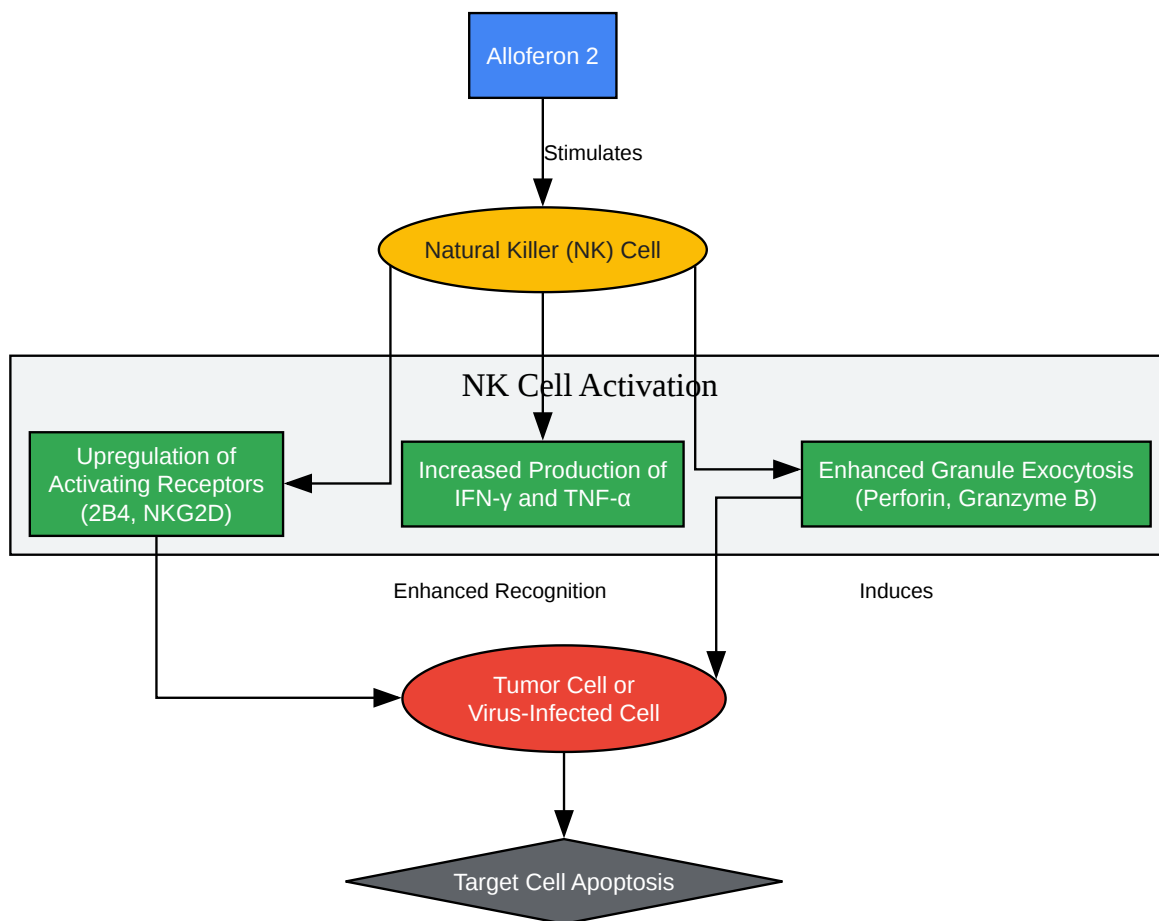 Alloferon 2
Stimulates
Natural Killer (NK) Cell
NK Cell Activation
Upregulation of
Activating Receptors
(2B4, NKG2D)
Increased Production of
IFN-γ and TNF-α
Enhanced Granule Exocytosis
(Perforin, Granzyme B)
Enhanced Recognition
Induces
Tumor Cell or
Virus-Infected Cell
Target Cell Apoptosis